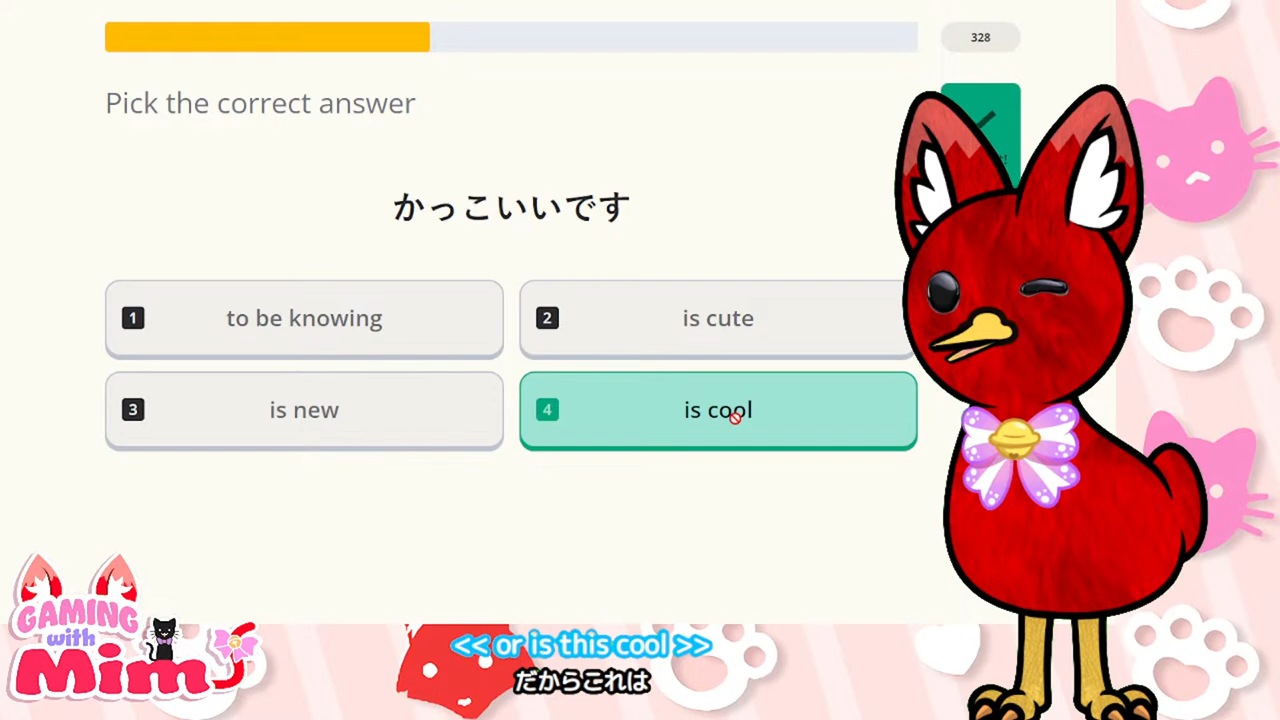 328
Pick the correct answer
かっこいいです
1 to be knowing
2 is cute
3 is new
4 is cool
GAMING
with
Mim
<< or is this cool >>
だからこれは